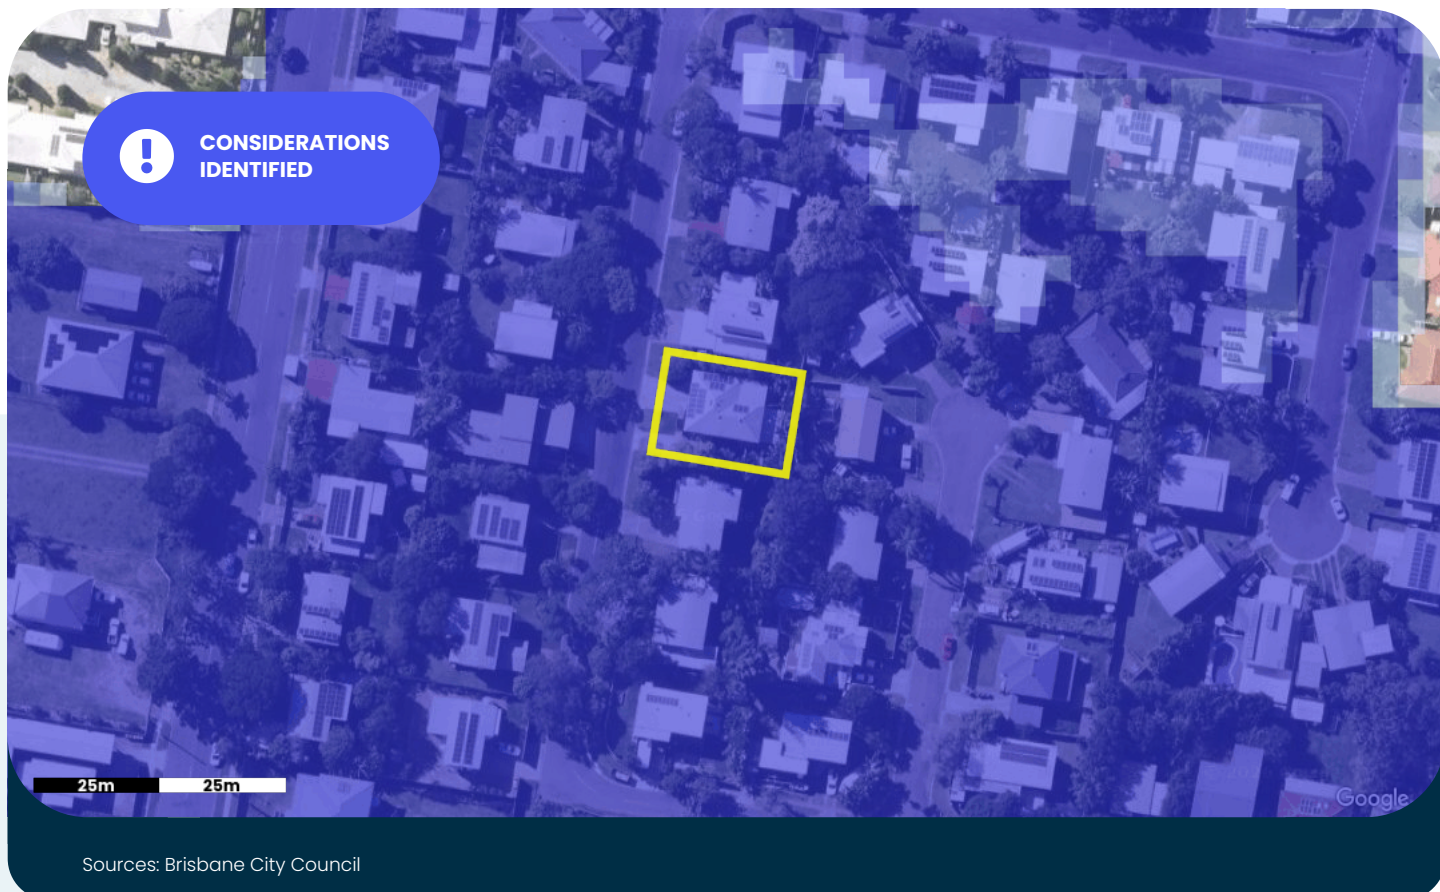 CONSIDERATIONS
IDENTIFIED
25m 25m
Google
Sources: Brisbane City Council